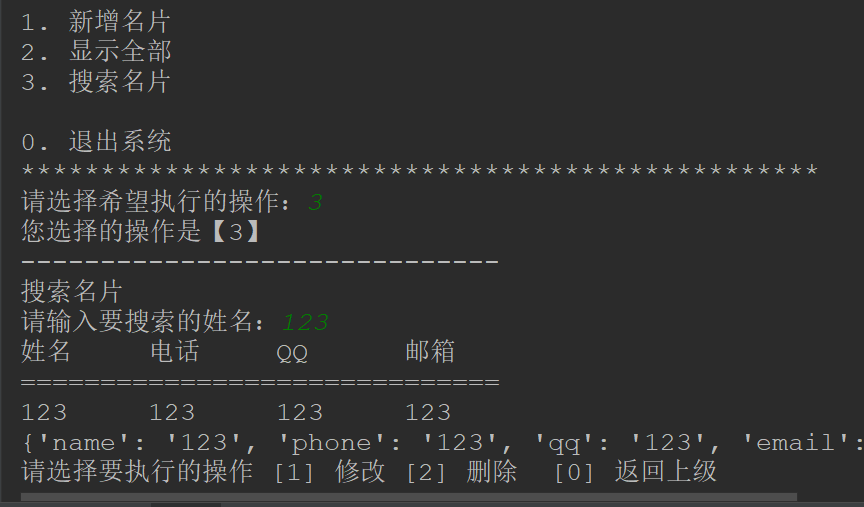 1. 新增名片
2. 显示全部
3. 搜索名片
0. 退出系统
**************************************************
请选择希望执行的操作：3
您选择的操作是【3】
------------------------------
搜索名片
请输入要搜索的姓名：123
姓名 电话 QQ 邮箱
==============================
123 123 123 123
{'name': '123', 'phone': '123', 'qq': '123', 'email':
请选择要执行的操作 [1] 修改 [2] 删除 [0] 返回上级